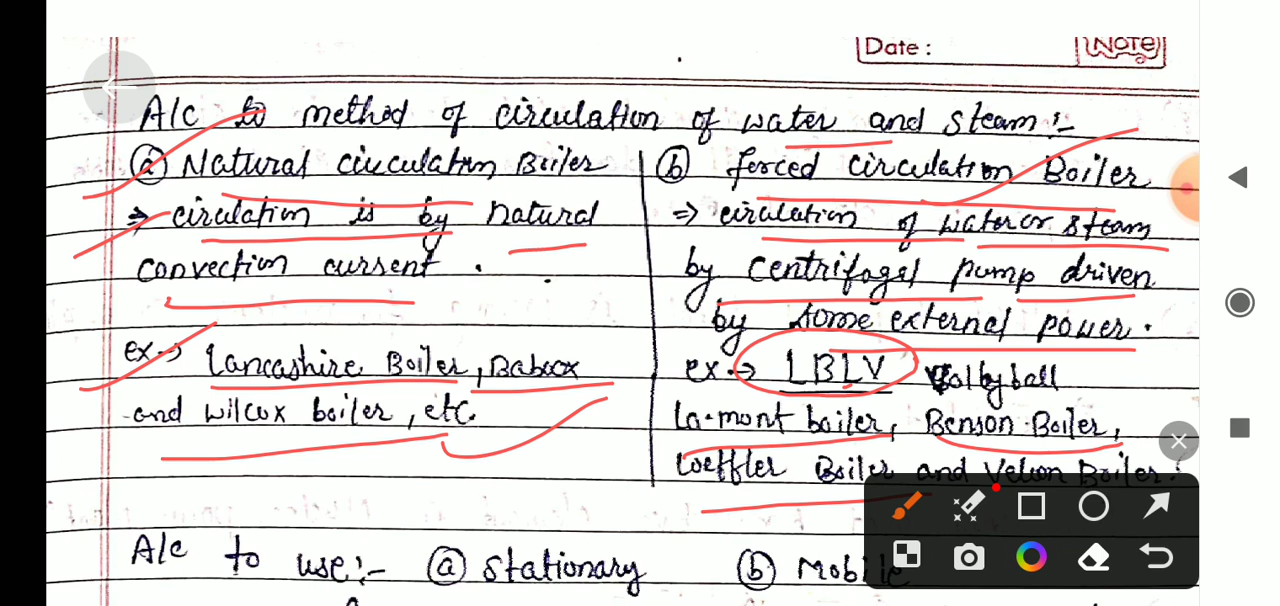 Date :
Note
A/c to method of circulation of water and steam :-
(a) Natural circulation Boiler
⇒ circulation is by natural
convection current .
ex → Lancashire Boiler, Babcox
and Wilcox boiler, etc.
(b) forced circulation Boiler
⇒ circulation of water or steam
by centrifugal pump driven
by some external power .
ex → LBLV Vollyball
La-mont boiler, Benson Boiler,
Loeffler Boiler and Velson Boiler.
A/c to use :- (a) Stationary (b) Mobile